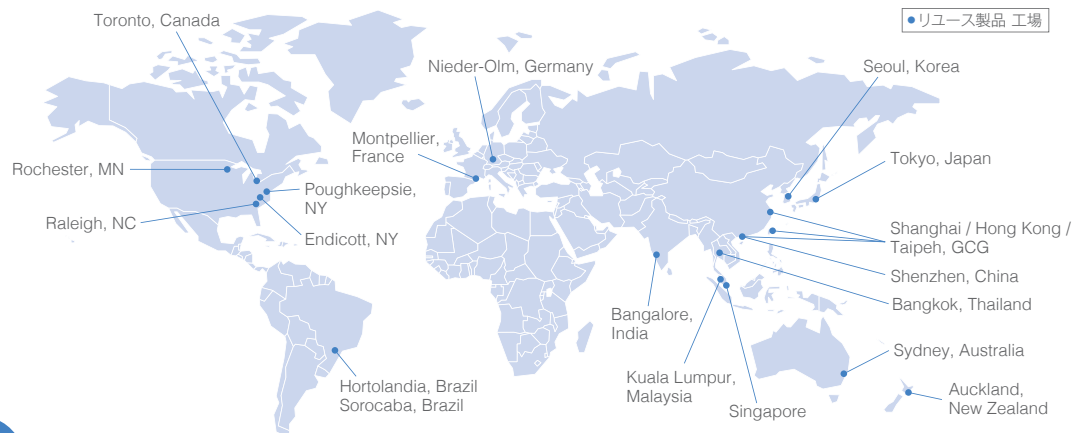 Toronto, Canada
● リユース製品 工場
Nieder-Olm, Germany
Seoul, Korea
Montpellier,
France
Tokyo, Japan
Rochester, MN
Poughkeepsie,
NY
Raleigh, NC
Endicott, NY
Shanghai / Hong Kong /
Taipeh, GCG
Shenzhen, China
Bangkok, Thailand
Bangalore,
India
Sydney, Australia
Kuala Lumpur,
Malaysia
Singapore
Hortolandia, Brazil
Sorocaba, Brazil
Auckland,
New Zealand